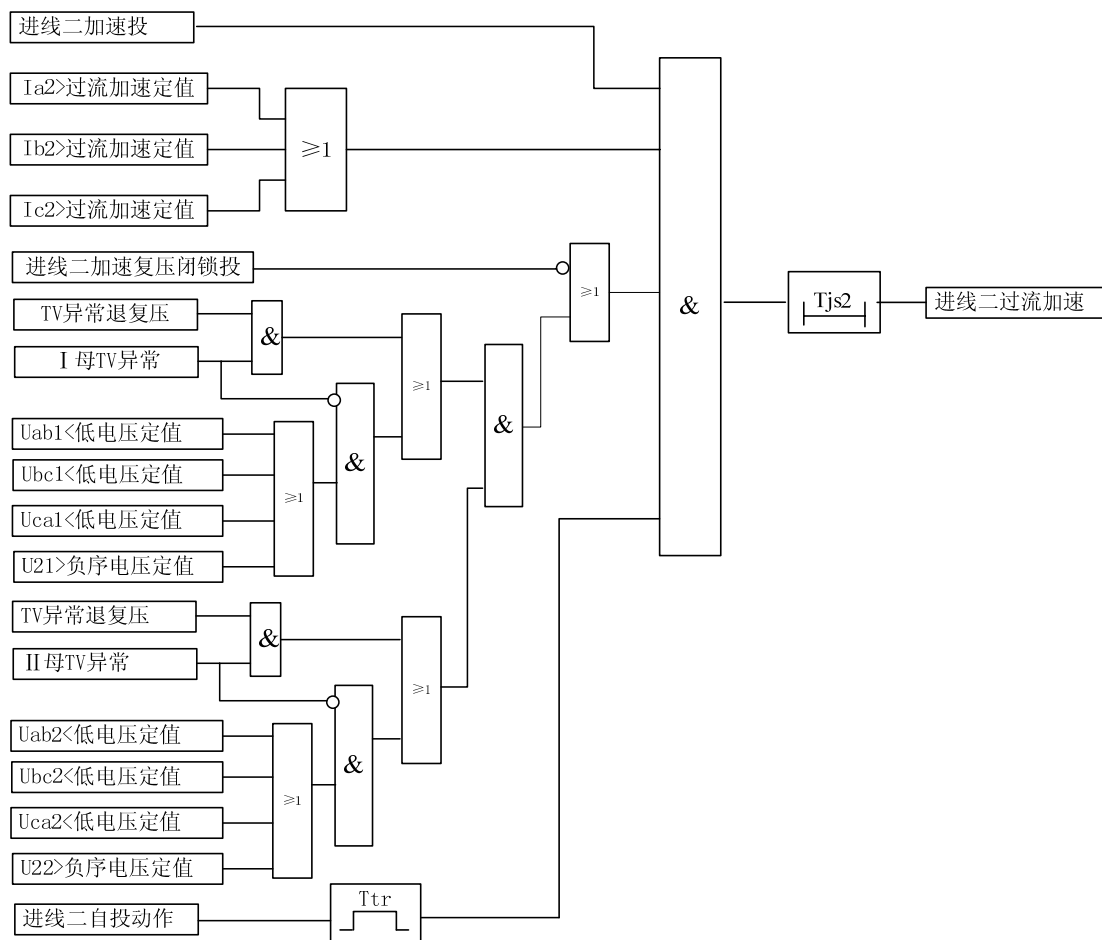 进线二加速投
Ia2>过流加速定值
Ib2>过流加速定值
≥1
Ic2>过流加速定值
进线二加速复压闭锁投
≥1
&
Tjs2
进线二过流加速
TV异常退复压
&
Ⅰ母TV异常
≥1
&
Uab1<低电压定值
&
Ubc1<低电压定值
≥1
Uca1<低电压定值
U21>负序电压定值
TV异常退复压
&
Ⅱ母TV异常
≥1
Uab2<低电压定值
&
Ubc2<低电压定值
≥1
Uca2<低电压定值
U22>负序电压定值
Ttr
进线二自投动作